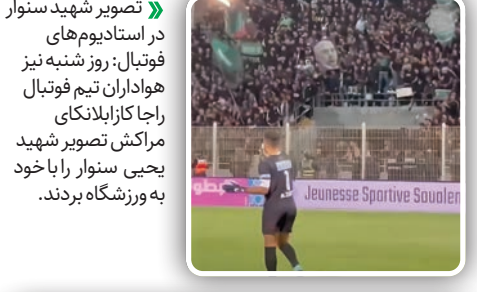 « تصویر شهید سنوار
در استادیوم‌های
فوتبال: روز شنبه نیز
هواداران تیم فوتبال
راجا کازابلانکای
مراکش تصویر شهید
یحیی سنوار را با خود
به ورزشگاه بردند.
1
Jeunesse Sportive Soualem